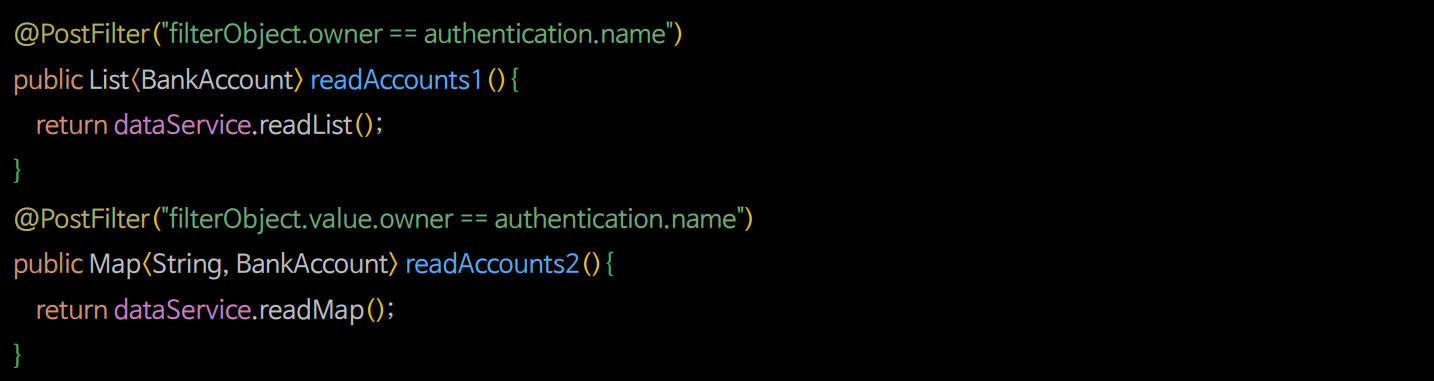 @PostFilter("filterObject.owner == authentication.name")
public List<BankAccount> readAccounts1() {
return dataService.readList();
}
@PostFilter("filterObject.value.owner == authentication.name")
public Map<String, BankAccount> readAccounts2() {
return dataService.readMap();
}